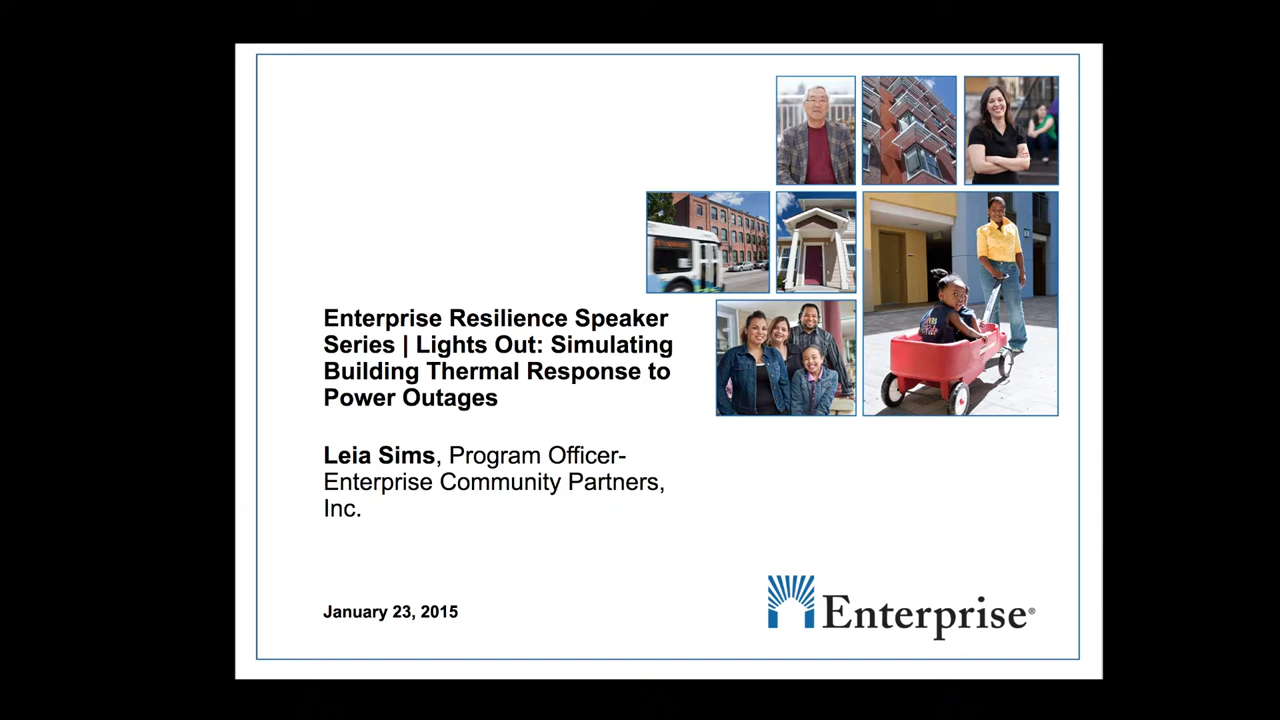 Enterprise Resilience Speaker
Series | Lights Out: Simulating
Building Thermal Response to
Power Outages
Leia Sims, Program Officer-
Enterprise Community Partners,
Inc.
January 23, 2015
Enterprise®